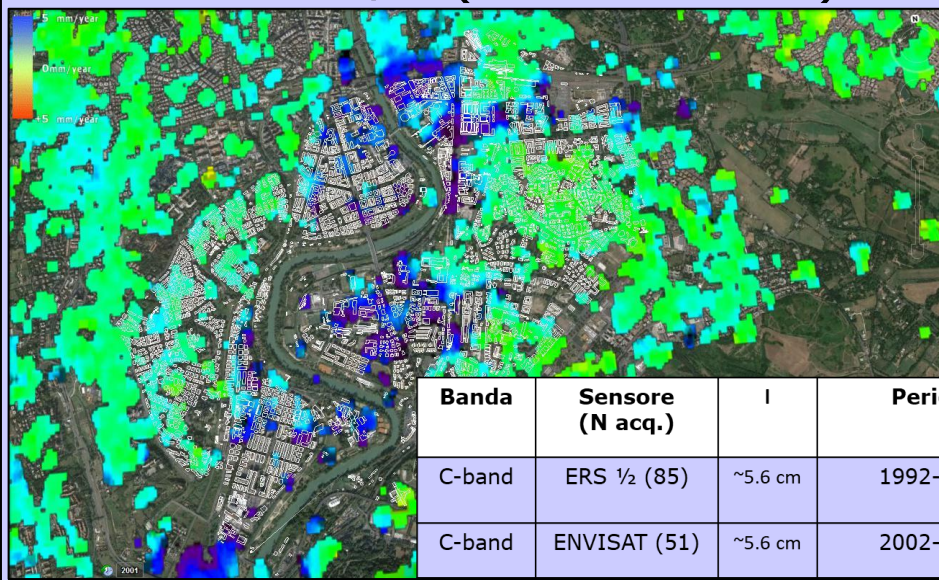 5 mm/year
N
0mm/year
5 mm/year
Banda Sensore (N acq.) l
C-band ERS ½ (85) ~5.6 cm 1992-
C-band ENVISAT (51) ~5.6 cm 2002-
2001